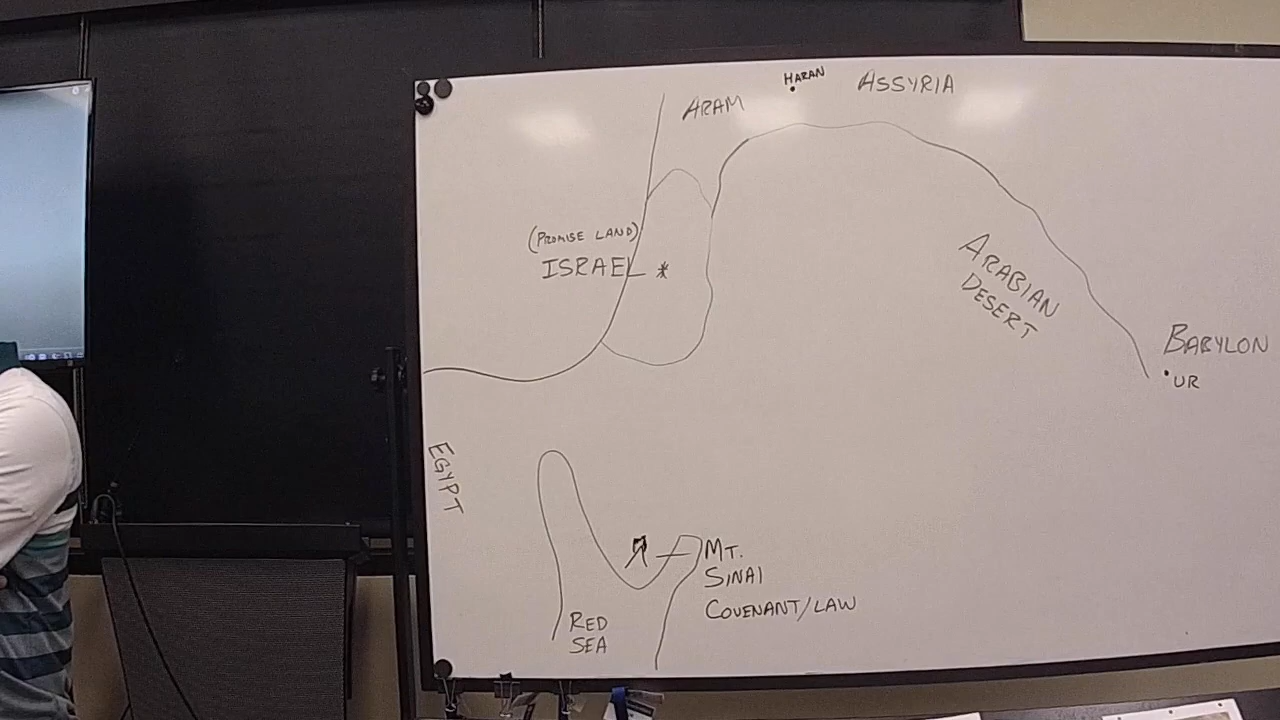 HARAN
ASSYRIA
ARAM
(PROMISE LAND)
ISRAEL *
ARABIAN
DESERT
BABYLON
UR
EGYPT
MT.
SINAI
COVENANT/LAW
RED
SEA